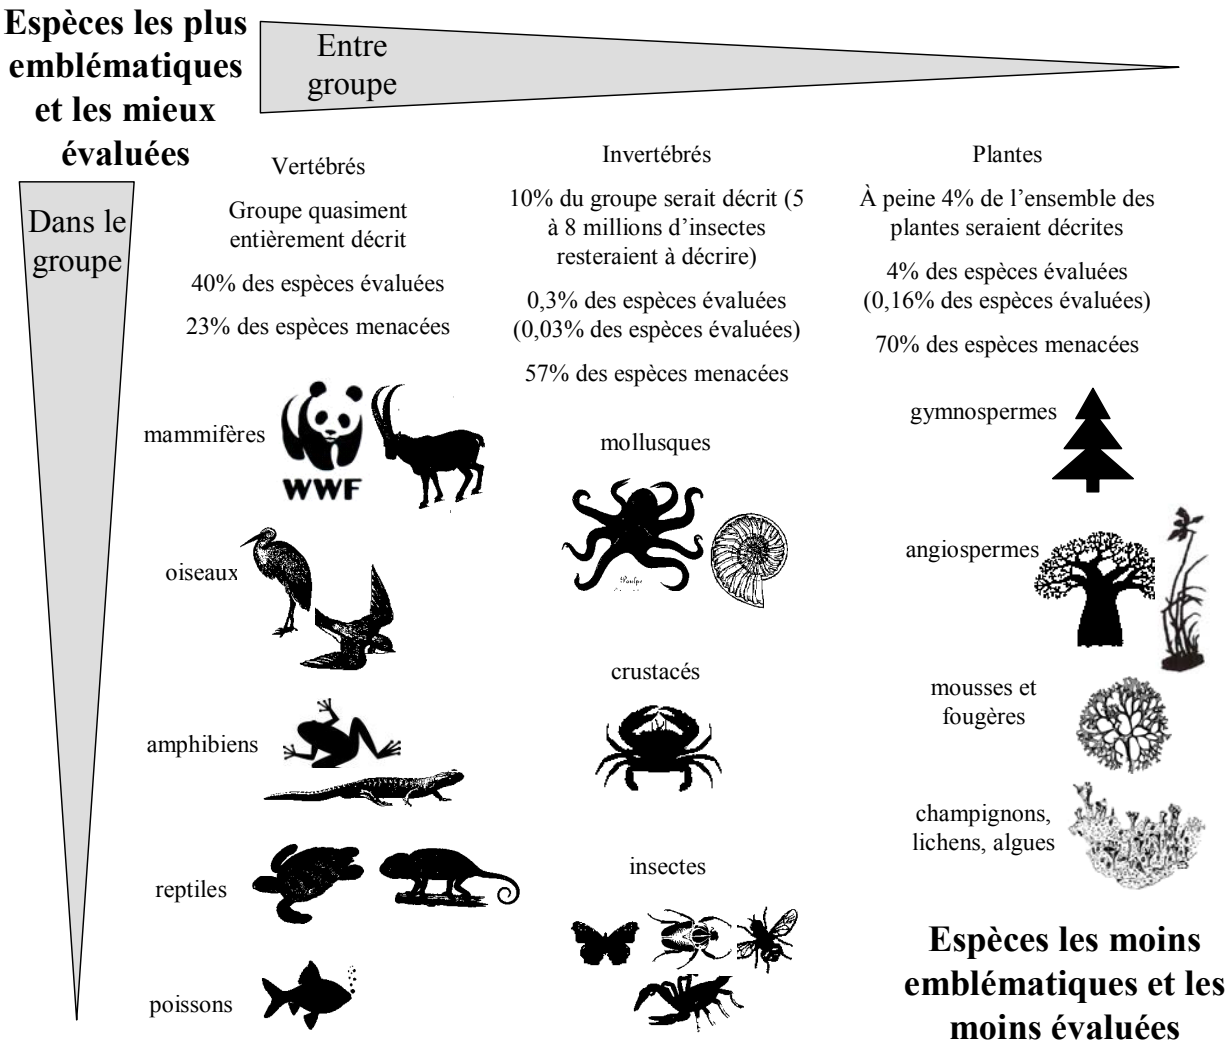 Espèces les plus
emblématiques
et les mieux
évaluées
Entre
groupe
Dans le
groupe
Vertébrés
Groupe quasiment
entièrement décrit
40% des espèces évaluées
23% des espèces menacées
mammifères
WWF
oiseaux
amphibiens
reptiles
poissons
Invertébrés
10% du groupe serait décrit (5
à 8 millions d’insectes
resteraient à décrire)
0,3% des espèces évaluées
(0,03% des espèces évaluées)
57% des espèces menacées
mollusques
crustacés
insectes
Plantes
À peine 4% de l’ensemble des
plantes seraient décrites
4% des espèces évaluées
(0,16% des espèces évaluées)
70% des espèces menacées
gymnospermes
angiospermes
mousses et
fougères
champignons,
lichens, algues
Espèces les moins
emblématiques et les
moins évaluées